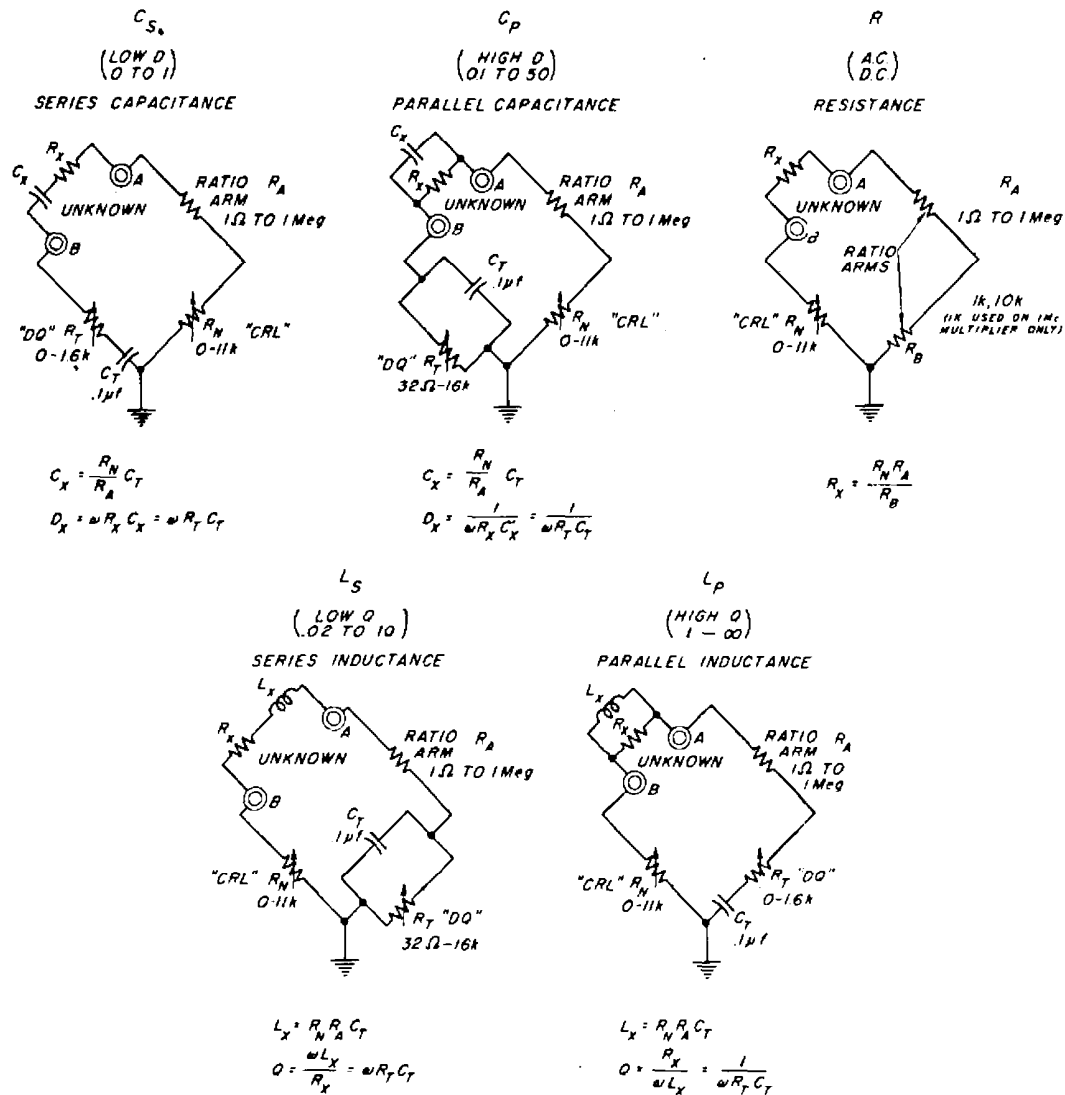 C_S.
(LOW D
0 TO 1)
SERIES CAPACITANCE
C_X
R_X
A
UNKNOWN
B
RATIO R_A
ARM
1Ω TO 1 Meg
"DQ" R_T
0-1.6k
C_T
.1μf
R_N "CRL"
0-11k
C_X = R_N/R_A C_T
D_X = ωR_X C_X = ωR_T C_T
C_P
(HIGH D
0.1 TO 50)
PARALLEL CAPACITANCE
C_X
R_X
A
UNKNOWN
B
RATIO R_A
ARM
1Ω TO 1 Meg
C_T
.1μf
"DQ" R_T
32Ω-16k
R_N "CRL"
0-11k
C_X = R_N/R_A C_T
D_X = 1/ωR_X C_X = 1/ωR_T C_T
R
(A.C.
D.C.)
RESISTANCE
R_X
A
UNKNOWN
B
R_A
1Ω TO 1 Meg
RATIO
ARMS
1k, 10k
(1K USED ON 1Mc
MULTIPLIER ONLY)
"CRL" R_N
0-11k
R_B
R_X = R_N R_A/R_B
L_S
(LOW Q
.02 TO 10)
SERIES INDUCTANCE
L_X
R_X
A
UNKNOWN
B
RATIO R_A
ARM
1Ω TO 1 Meg
C_T
.1μf
"CRL" R_N
0-11k
R_T "DQ"
32Ω-16k
L_X = R_N R_A C_T
Q = ωL_X/R_X = ωR_T C_T
L_P
(HIGH Q
1 - ∞)
PARALLEL INDUCTANCE
L_X
R_X
A
UNKNOWN
B
RATIO R_A
ARM
1Ω TO
1 Meg
"CRL" R_N
0-11k
R_T "DQ"
0-1.6k
C_T
.1μf
L_X = R_N R_A C_T
Q = R_X/ωL_X = 1/ωR_T C_T